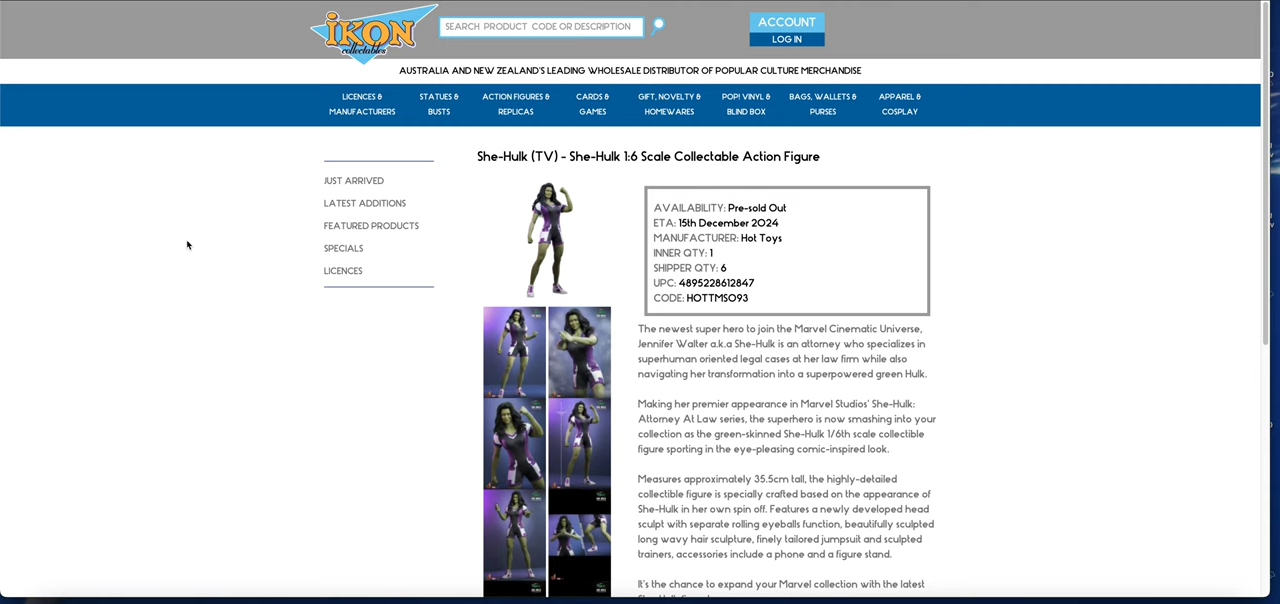 iKON
collectables
SEARCH PRODUCT CODE OR DESCRIPTION
ACCOUNT
LOG IN
AUSTRALIA AND NEW ZEALAND'S LEADING WHOLESALE DISTRIBUTOR OF POPULAR CULTURE MERCHANDISE
LICENCES &
MANUFACTURERS
STATUES &
BUSTS
ACTION FIGURES &
REPLICAS
CARDS &
GAMES
GIFT, NOVELTY &
HOMEWARES
POP! VINYL &
BLIND BOX
BAGS, WALLETS &
PURSES
APPAREL &
COSPLAY
JUST ARRIVED
LATEST ADDITIONS
FEATURED PRODUCTS
SPECIALS
LICENCES
She-Hulk (TV) - She-Hulk 1:6 Scale Collectable Action Figure
AVAILABILITY: Pre-sold Out
ETA: 15th December 2024
MANUFACTURER: Hot Toys
INNER QTY: 1
SHIPPER QTY: 6
UPC: 4895228612847
CODE: HOTTMS093
The newest super hero to join the Marvel Cinematic Universe,
Jennifer Walter a.k.a She-Hulk is an attorney who specializes in
superhuman oriented legal cases at her law firm while also
navigating her transformation into a superpowered green Hulk.
Making her premier appearance in Marvel Studios' She-Hulk:
Attorney At Law series, the superhero is now smashing into your
collection as the green-skinned She-Hulk 1/6th scale collectible
figure sporting in the eye-pleasing comic-inspired look.
Measures approximately 35.5cm tall, the highly-detailed
collectible figure is specially crafted based on the appearance of
She-Hulk in her own spin off. Features a newly developed head
sculpt with separate rolling eyeballs function, beautifully sculpted
long wavy hair sculpture, finely tailored jumpsuit and sculpted
trainers, accessories include a phone and a figure stand.
It's the chance to expand your Marvel collection with the latest